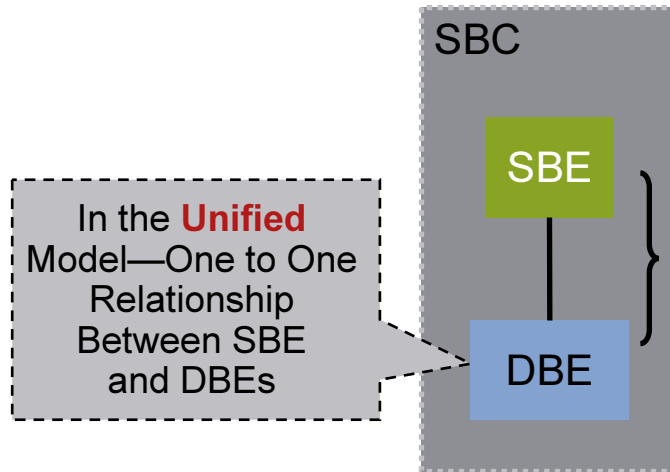 SBC
SBE
In the Unified
Model—One to One
Relationship
Between SBE
and DBEs
DBE